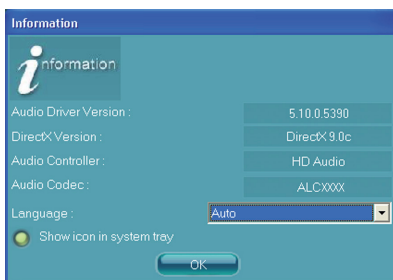 Information
information
Audio Driver Version : 5.10.0.5390
DirectX Version : DirectX 9.0c
Audio Controller : HD Audio
Audio Codec : ALCXXXX
Language : Auto
Show icon in system tray
OK